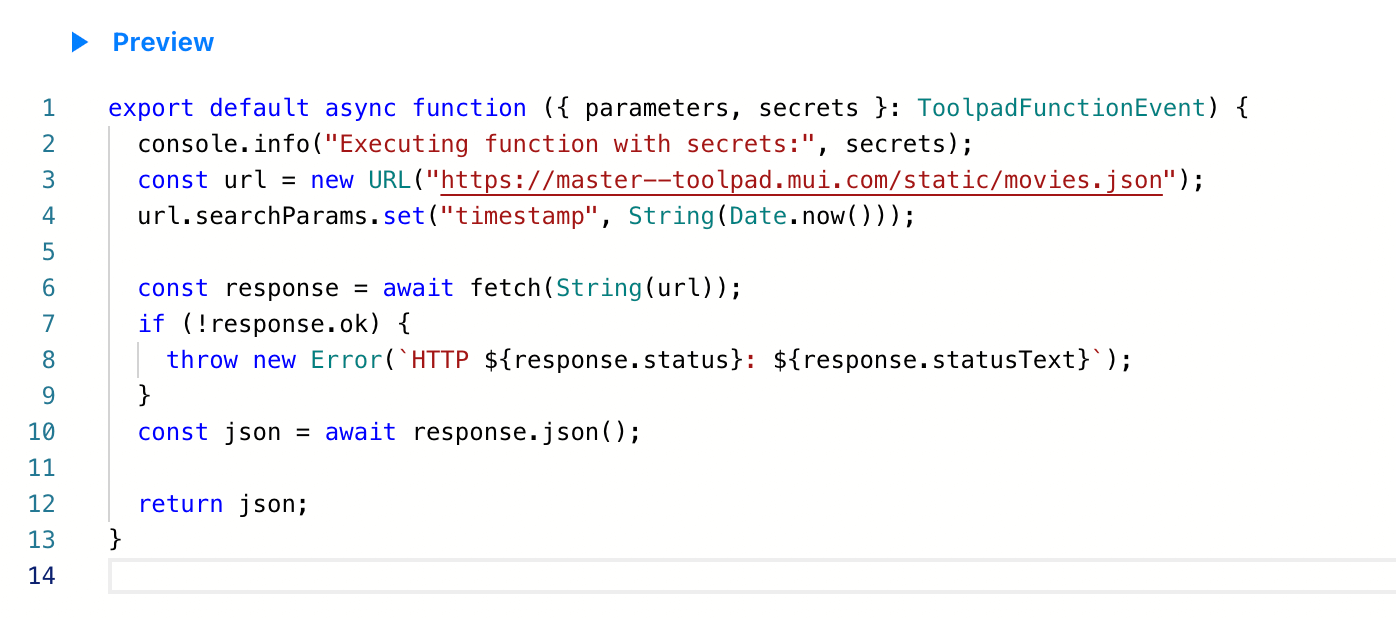 Preview
1 export default async function ({ parameters, secrets }: ToolpadFunctionEvent) {
2 console.info("Executing function with secrets:", secrets);
3 const url = new URL("https://master--toolpad.mui.com/static/movies.json");
4 url.searchParams.set("timestamp", String(Date.now()));
5
6 const response = await fetch(String(url));
7 if (!response.ok) {
8 throw new Error(`HTTP ${response.status}: ${response.statusText}`);
9 }
10 const json = await response.json();
11
12 return json;
13 }
14